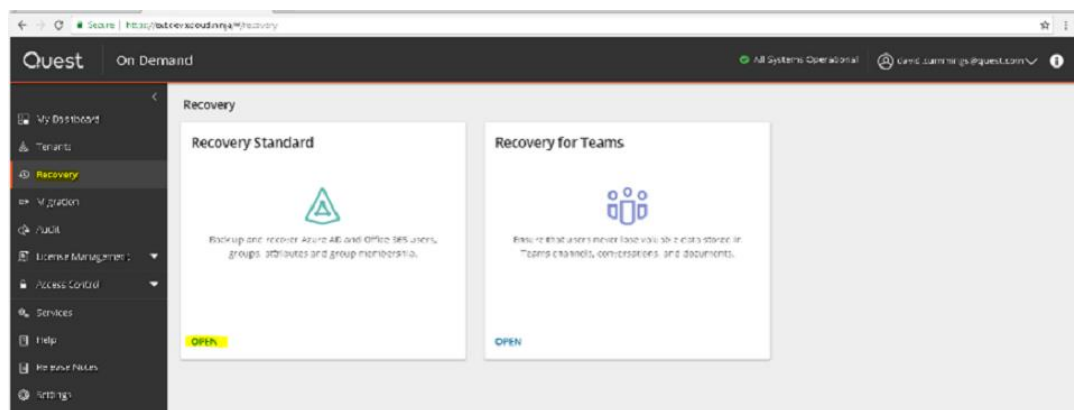 Secure
Quest On Demand
All Systems Operational
My Dashboard
Tenants
Recovery
Migration
Audit
License Management
Access Control
Services
Help
Release Notes
Settings
Recovery
Recovery Standard
Backup and recover Azure AD and Office 365 users,
groups, attributes and group membership.
OPEN
Recovery for Teams
Ensure that users never lose valuable data stored in
Teams channels, conversations, and documents.
OPEN